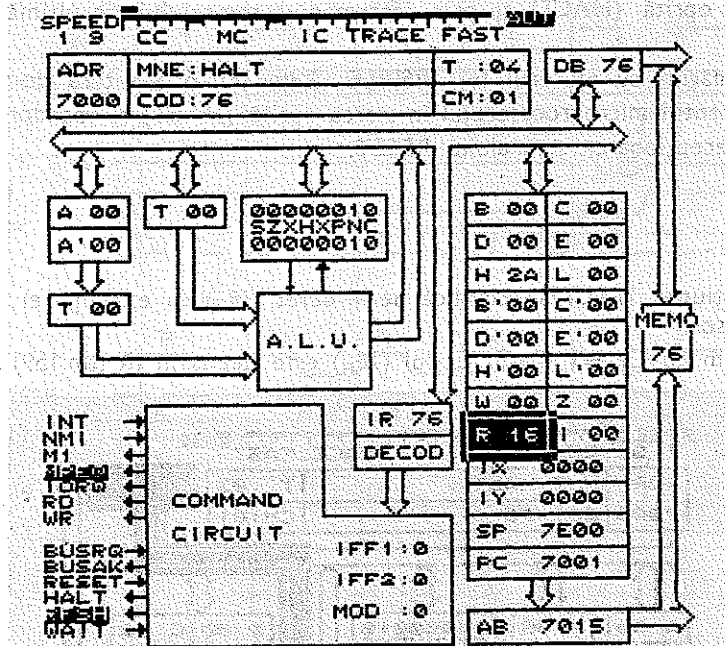 SPEED
1 9 CC MC IC TRACE FAST
ADR MNE:HALT T :04 DB 76
7000 COD:76 CM:01
A 00 T 00 00000010 B 00 C 00
A'00 SZXHXPNC D 00 E 00
00000010
H 2A L 00
T 00 B'00 C'00 MEMO
A.L.U. D'00 E'00 76
H'00 L'00
W 00 Z 00
INT IR 76 R 16 I 00
NMI
M1 DECOD IX 0000
IORQ
RD COMMAND IY 0000
WR
CIRCUIT SP 7E00
BUSRQ IFF1:0
BUSAK PC 7001
RESET IFF2:0
HALT
MOD :0
WAIT AB 7015